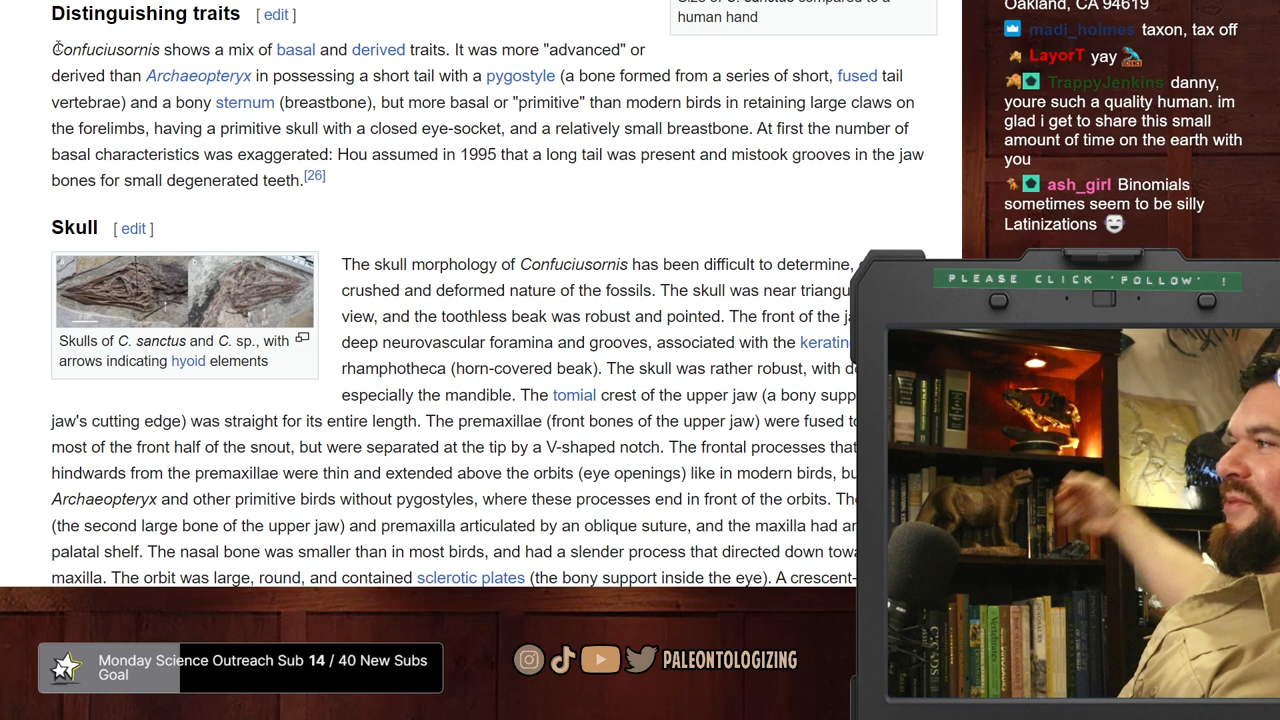 Distinguishing traits [ edit ]
human hand
Confuciusornis shows a mix of basal and derived traits. It was more "advanced" or
derived than Archaeopteryx in possessing a short tail with a pygostyle (a bone formed from a series of short, fused tail
vertebrae) and a bony sternum (breastbone), but more basal or "primitive" than modern birds in retaining large claws on
the forelimbs, having a primitive skull with a closed eye-socket, and a relatively small breastbone. At first the number of
basal characteristics was exaggerated: Hou assumed in 1995 that a long tail was present and mistook grooves in the jaw
bones for small degenerated teeth.[26]
Skull [ edit ]
Skulls of C. sanctus and C. sp., with
arrows indicating hyoid elements
The skull morphology of Confuciusornis has been difficult to determine,
crushed and deformed nature of the fossils. The skull was near triangu
view, and the toothless beak was robust and pointed. The front of the j
deep neurovascular foramina and grooves, associated with the keratin
rhamphotheca (horn-covered beak). The skull was rather robust, with d
especially the mandible. The tomial crest of the upper jaw (a bony supp
jaw's cutting edge) was straight for its entire length. The premaxillae (front bones of the upper jaw) were fused t
most of the front half of the snout, but were separated at the tip by a V-shaped notch. The frontal processes that
hindwards from the premaxillae were thin and extended above the orbits (eye openings) like in modern birds, bu
Archaeopteryx and other primitive birds without pygostyles, where these processes end in front of the orbits. Th
(the second large bone of the upper jaw) and premaxilla articulated by an oblique suture, and the maxilla had an
palatal shelf. The nasal bone was smaller than in most birds, and had a slender process that directed down towa
maxilla. The orbit was large, round, and contained sclerotic plates (the bony support inside the eye). A crescent-
Oakland, CA 94619
madi_holmes taxon, tax off
LayorT yay
TrappyJenkins danny,
youre such a quality human. im
glad i get to share this small
amount of time on the earth with
you
ash_girl Binomials
sometimes seem to be silly
Latinizations
PLEASE CLICK 'FOLLOW' !
Monday Science Outreach Sub 14 / 40 New Subs
Goal
PALEONTOLOGIZING